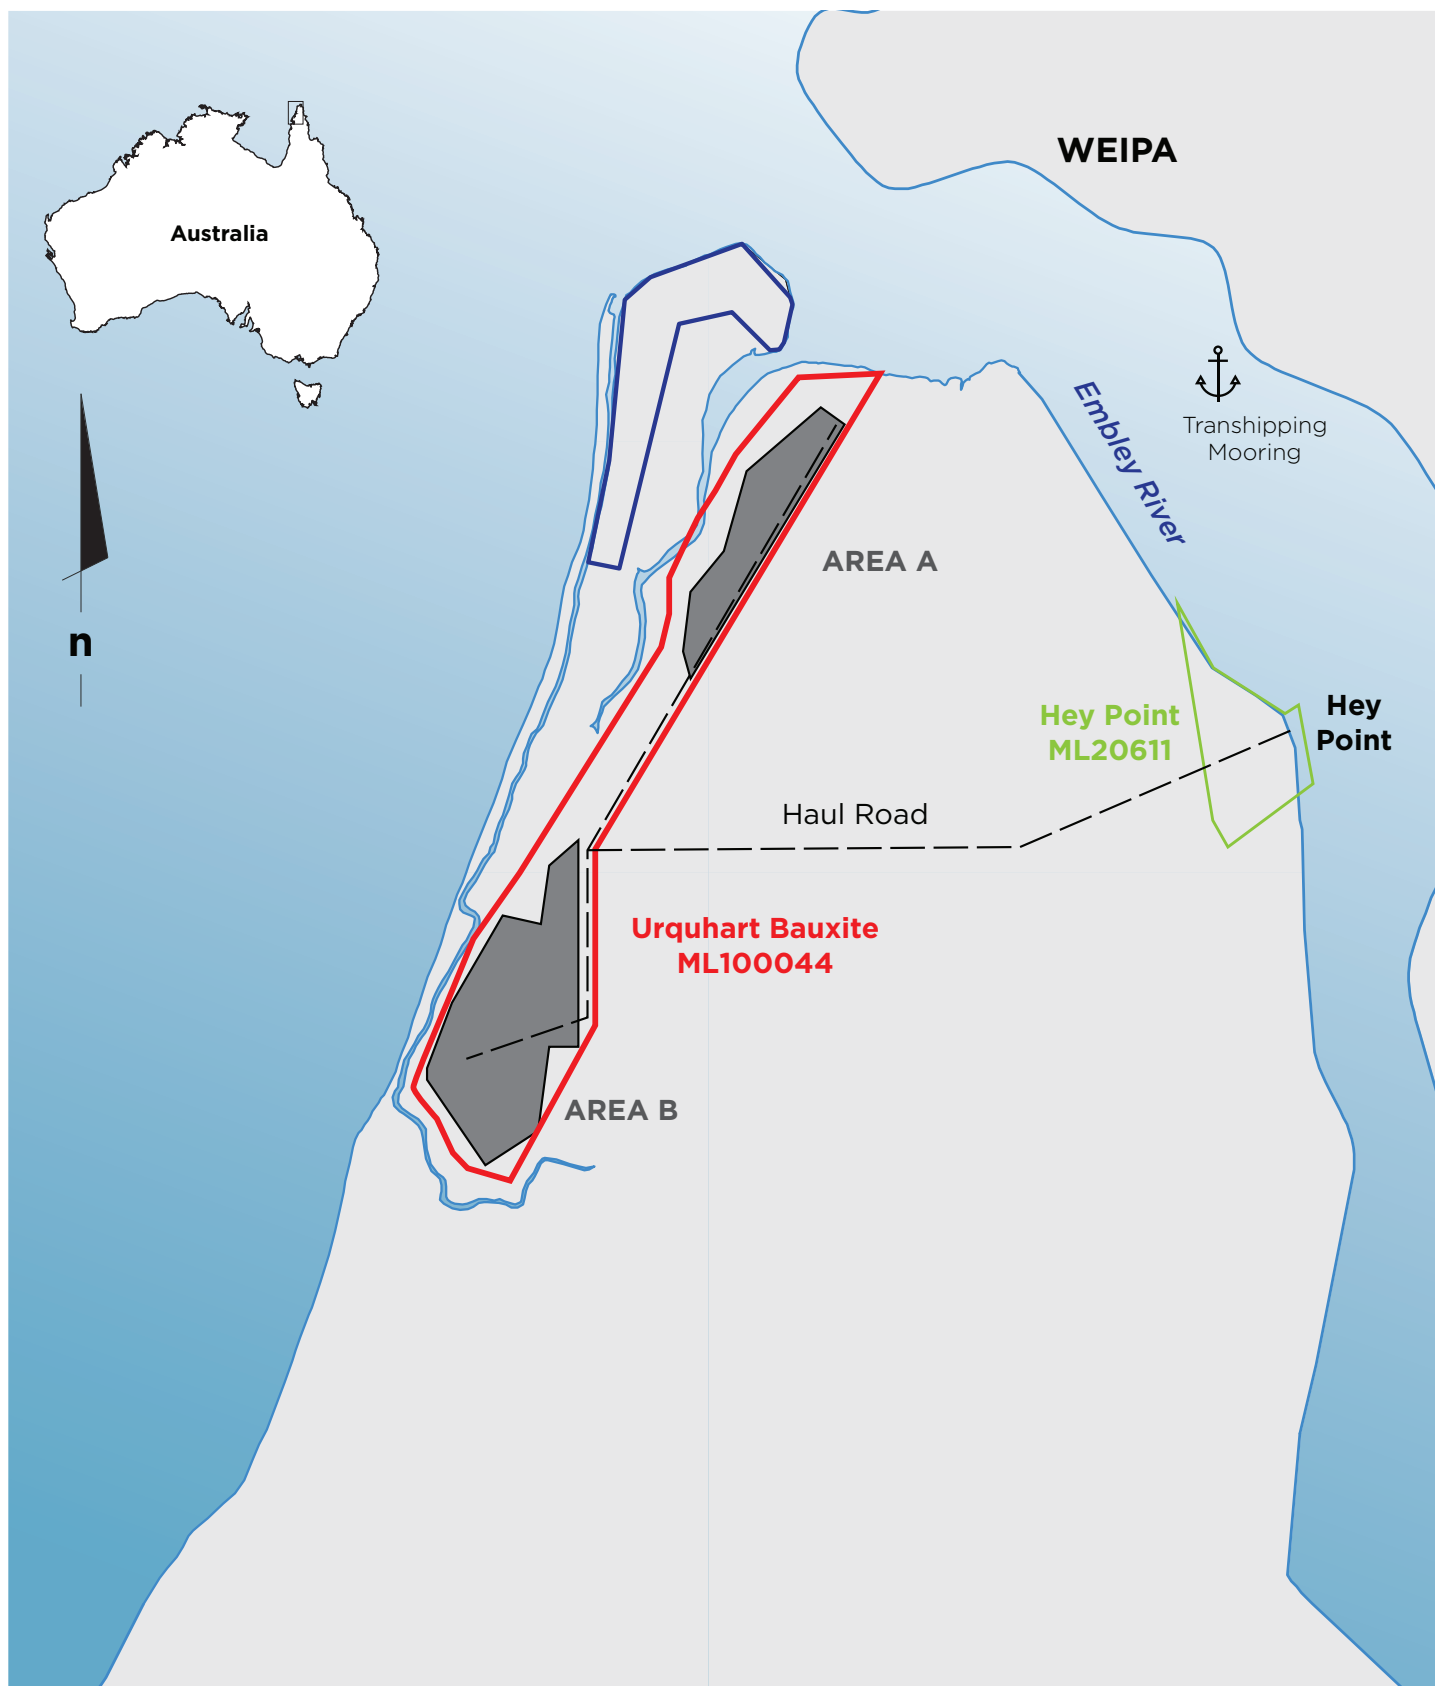 WEIPA
Australia
Embley River
Transhipping
Mooring
AREA A
n
Hey Point
ML20611
Hey
Point
Haul Road
Urquhart Bauxite
ML100044
AREA B